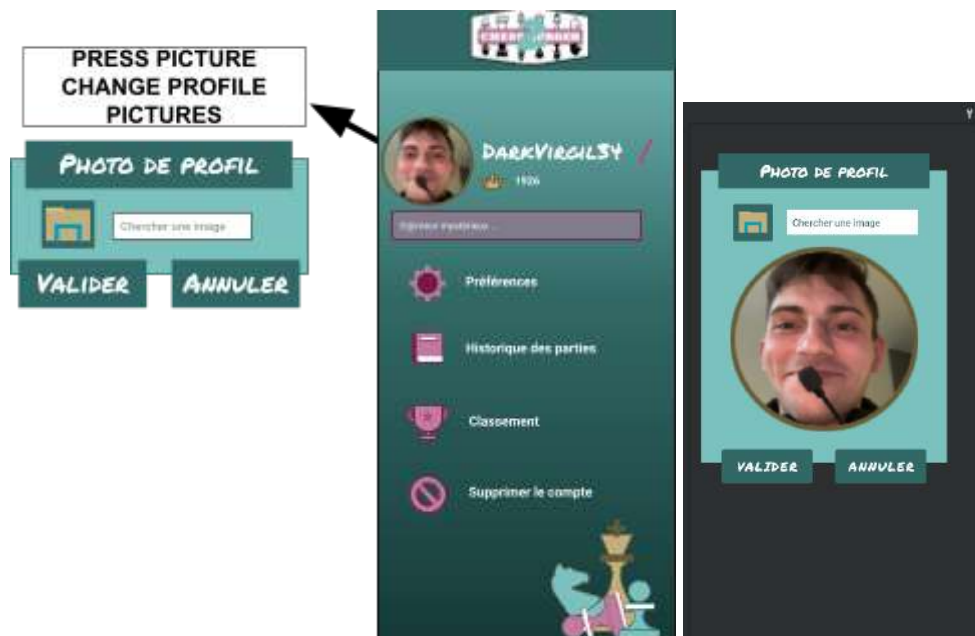 PRESS PICTURE
CHANGE PROFILE
PICTURES
PHOTO DE PROFIL
Chercher une image
VALIDER
ANNULER
DARKVIRGIL34
1926
Préférences
Historique des parties
Classement
Supprimer le compte
PHOTO DE PROFIL
Chercher une image
VALIDER
ANNULER